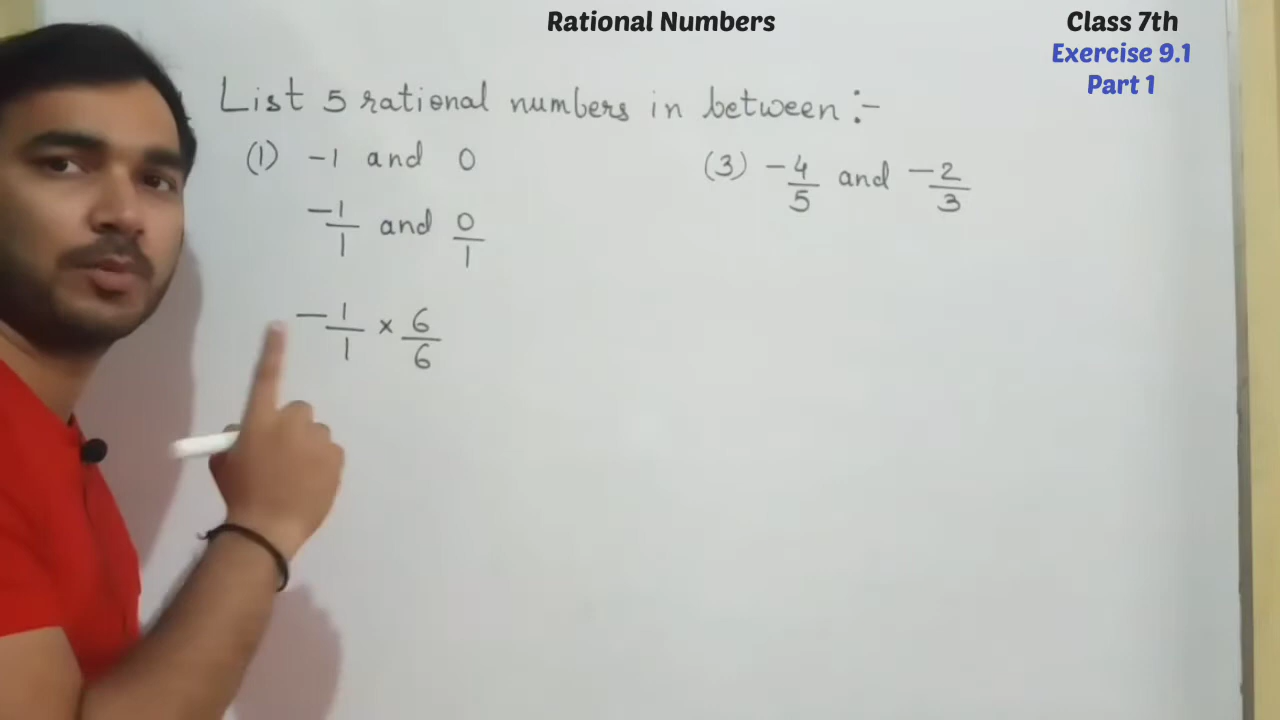 Rational Numbers
Class 7th
Exercise 9.1
Part 1
List 5 rational numbers in between :-
(1) -1 and 0
-1/1 and 0/1
-1/1 × 6/6
(3) -4/5 and -2/3